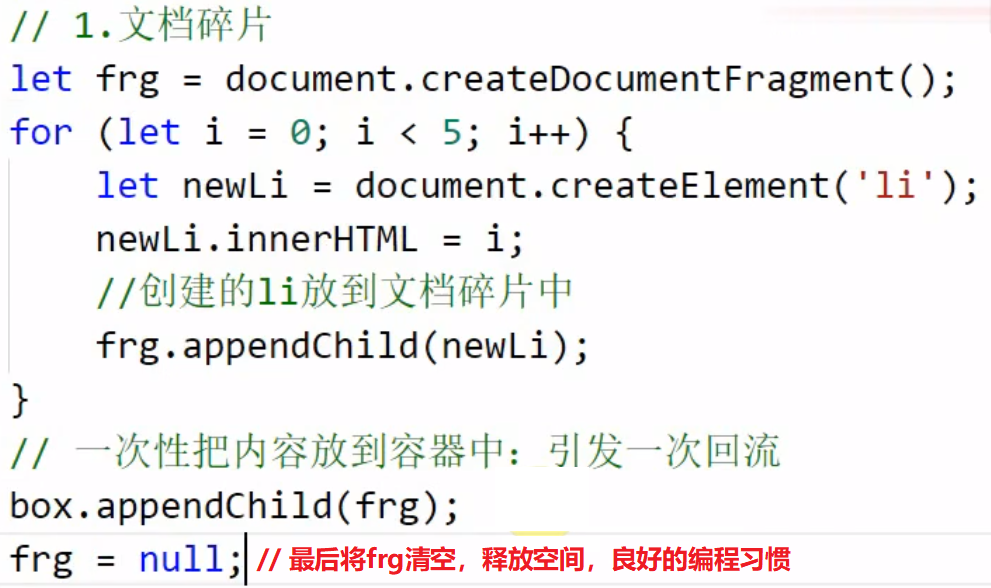 // 1.文档碎片
let frg = document.createDocumentFragment();
for (let i = 0; i < 5; i++) {
    let newLi = document.createElement('li');
    newLi.innerHTML = i;
    //创建的li放到文档碎片中
    frg.appendChild(newLi);
}
// 一次性把内容放到容器中：引发一次回流
box.appendChild(frg);
frg = null; // 最后将frg清空，释放空间，良好的编程习惯